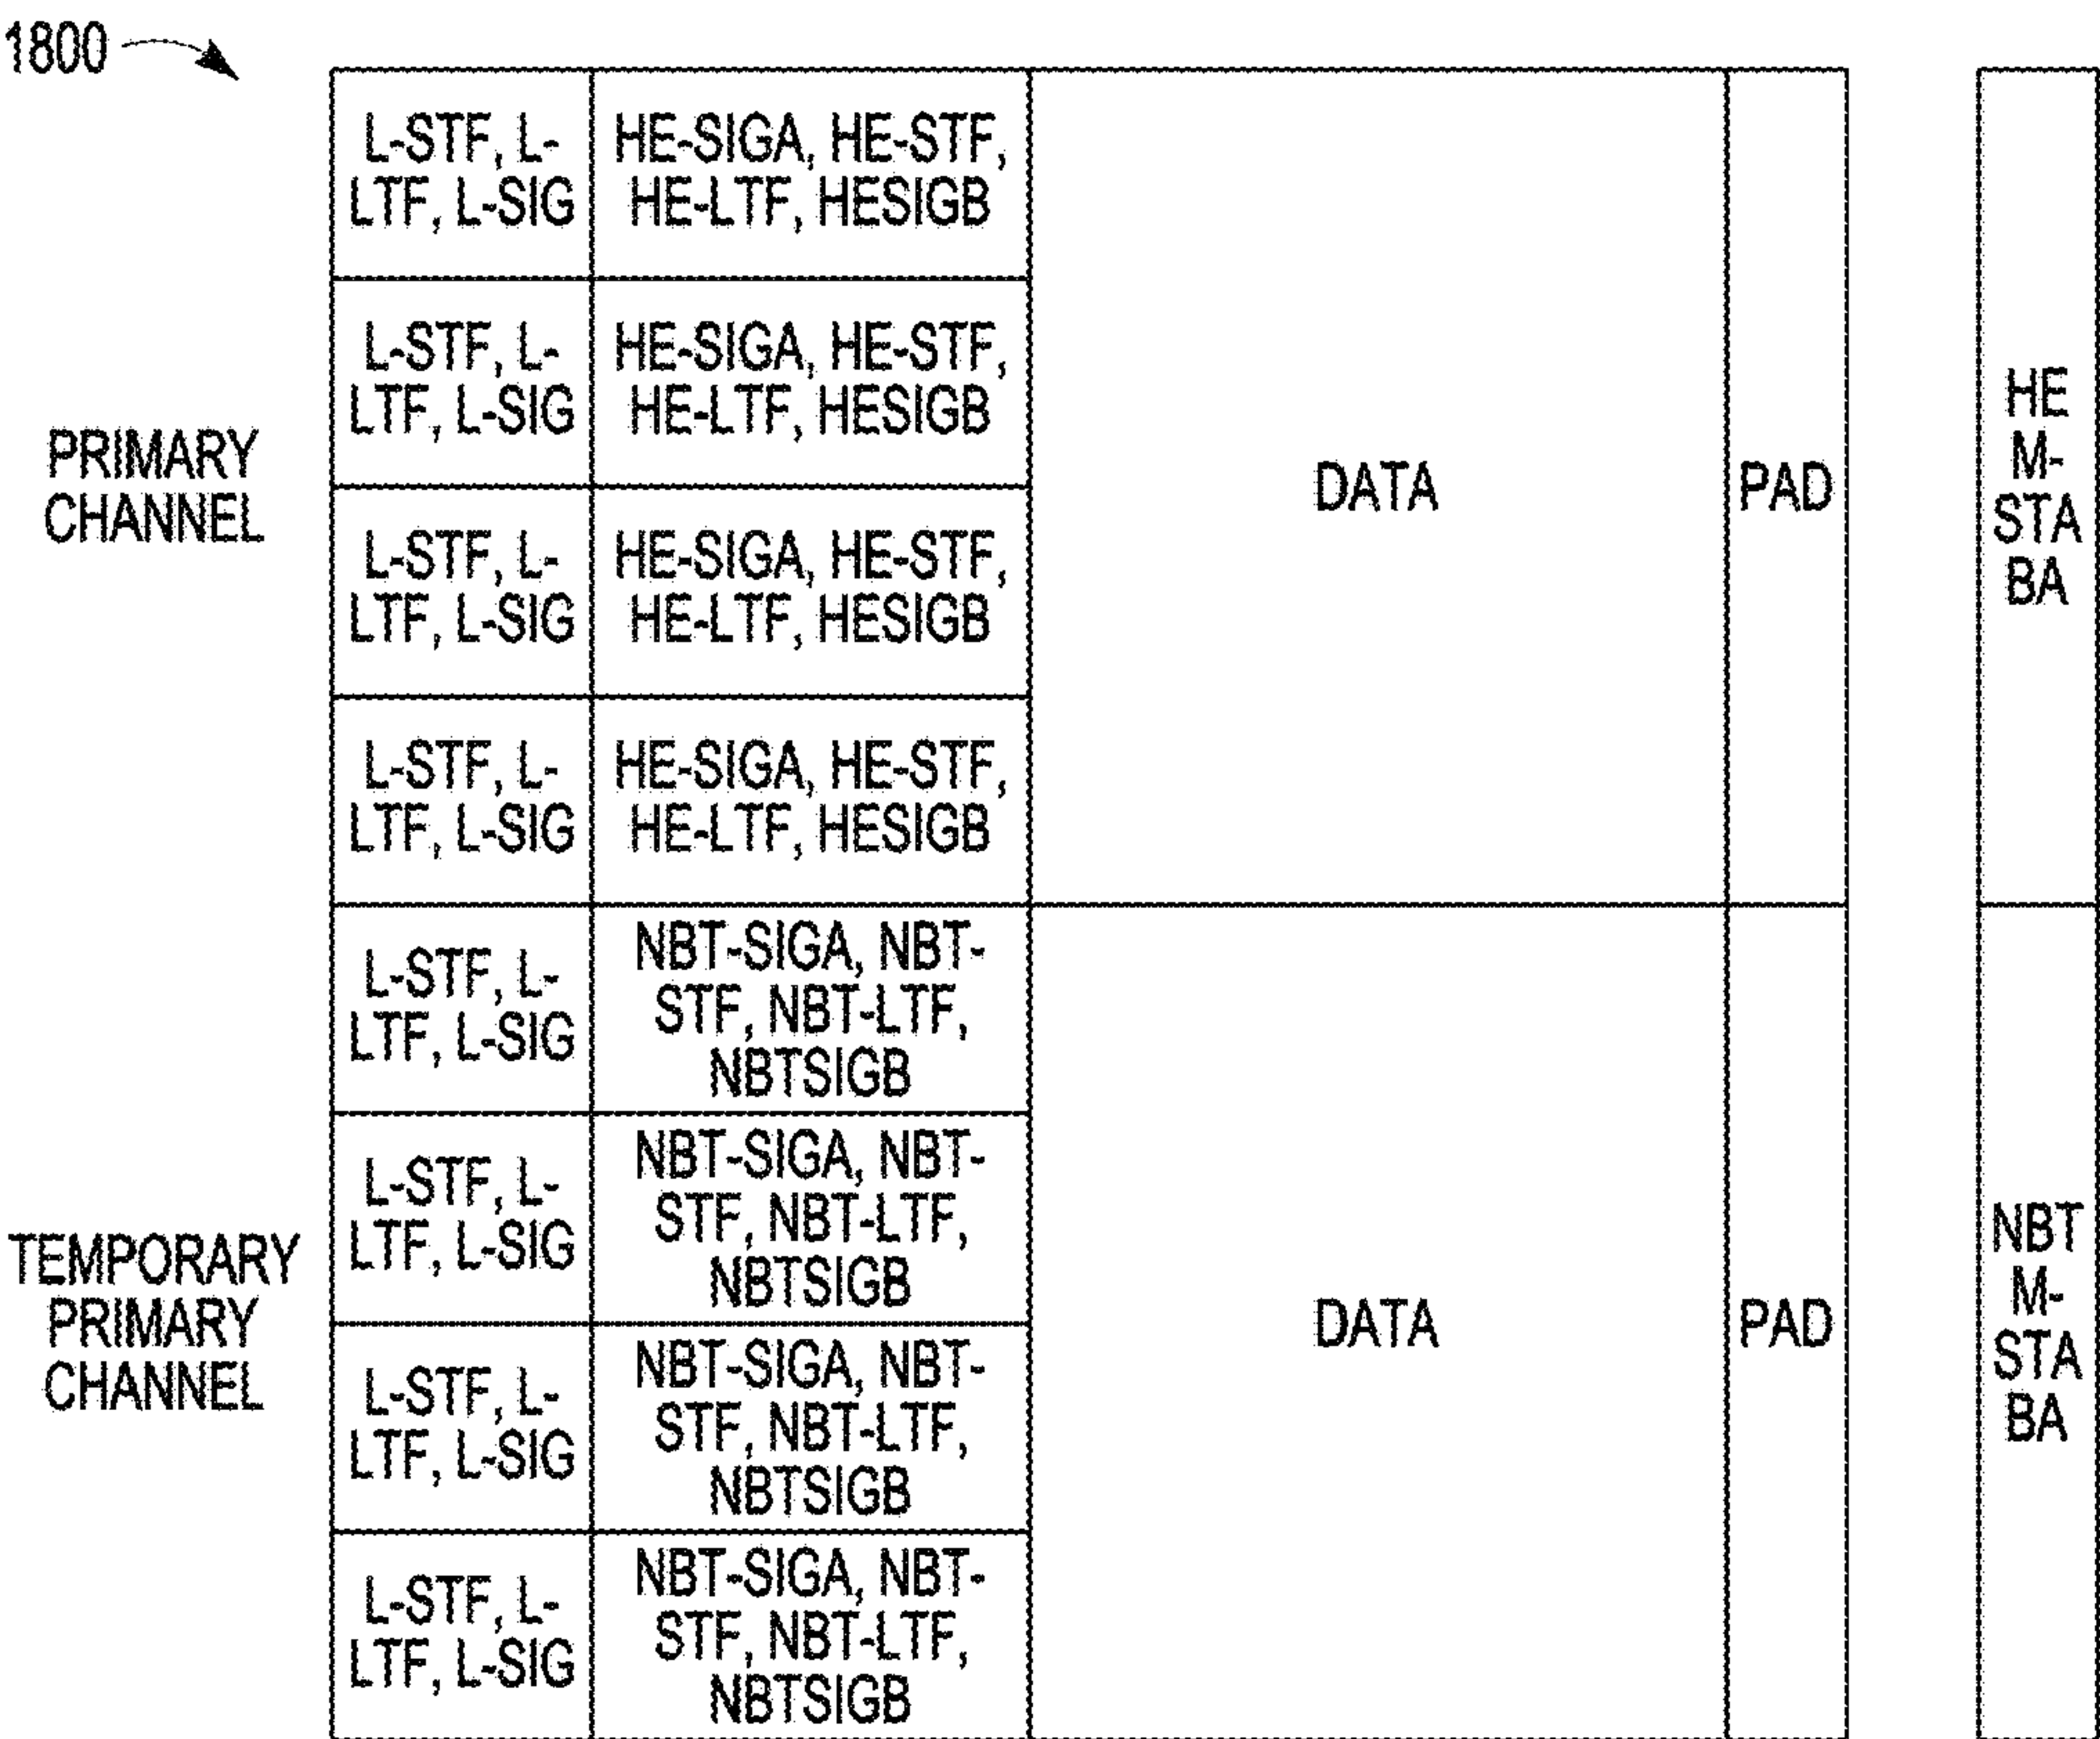 1800
PRIMARY
CHANNEL
L-STF, L-
LTF, L-SIG
HE-SIGA, HE-STF,
HE-LTF, HESIGB
L-STF, L-
LTF, L-SIG
HE-SIGA, HE-STF,
HE-LTF, HESIGB
L-STF, L-
LTF, L-SIG
HE-SIGA, HE-STF,
HE-LTF, HESIGB
L-STF, L-
LTF, L-SIG
HE-SIGA, HE-STF,
HE-LTF, HESIGB
DATA
PAD
HE
M-
STA
BA
TEMPORARY
PRIMARY
CHANNEL
L-STF, L-
LTF, L-SIG
NBT-SIGA, NBT-
STF, NBT-LTF,
NBTSIGB
L-STF, L-
LTF, L-SIG
NBT-SIGA, NBT-
STF, NBT-LTF,
NBTSIGB
L-STF, L-
LTF, L-SIG
NBT-SIGA, NBT-
STF, NBT-LTF,
NBTSIGB
L-STF, L-
LTF, L-SIG
NBT-SIGA, NBT-
STF, NBT-LTF,
NBTSIGB
DATA
PAD
NBT
M-
STA
BA